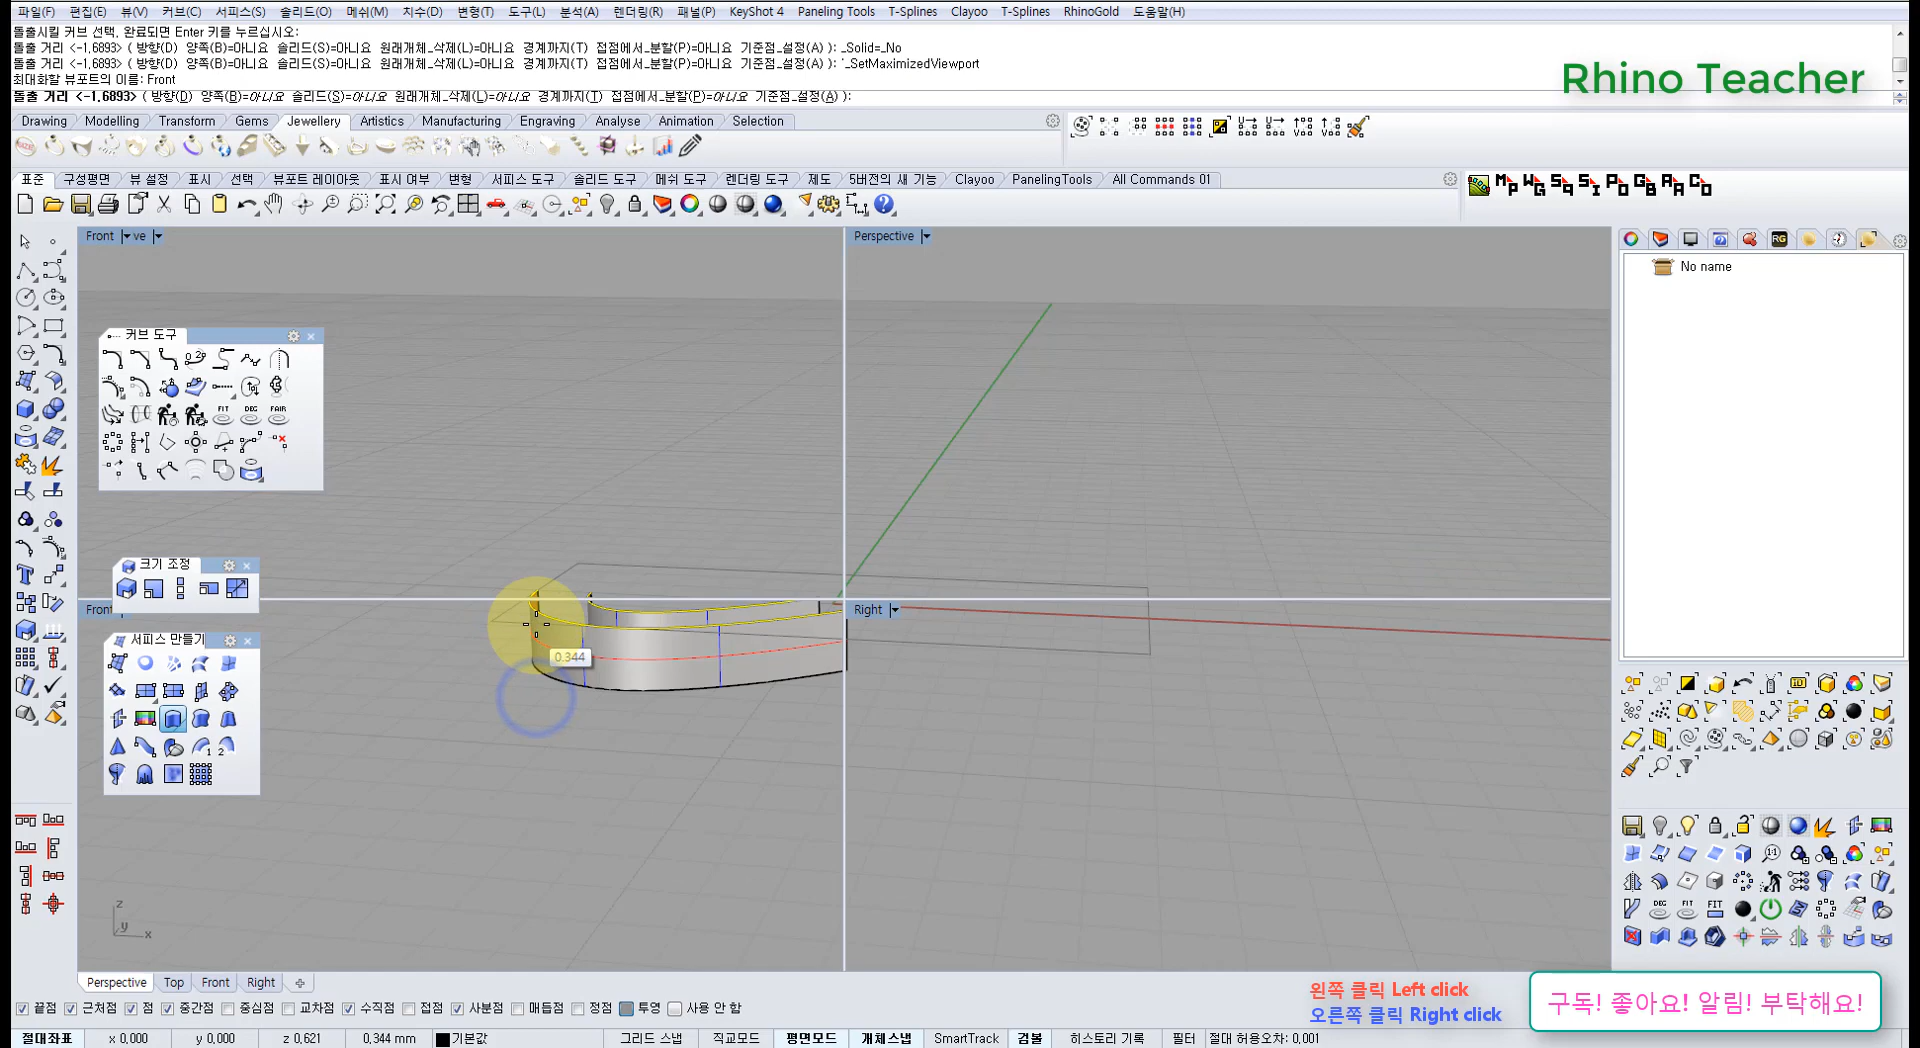 파일(F) 편집(E) 뷰(V) 커브(C) 서피스(S) 솔리드(O) 메쉬(M) 치수(D) 변형(T) 도구(L) 분석(A) 렌더링(R) 패널(P) KeyShot 4 Paneling Tools T-Splines Clayoo T-Splines RhinoGold 도움말(H)
돌출시킬 커브 선택, 완료되면 Enter 키를 누르십시오:
돌출 거리 <-1.6893> ( 방향(D) 양쪽(B)=아니요 솔리드(S)=아니요 원래개체_삭제(L)=아니요 경계까지(T) 접점에서_분할(P)=아니요 기준점_설정(A) ): _Solid=_No
돌출 거리 <-1.6893> ( 방향(D) 양쪽(B)=아니요 솔리드(S)=아니요 원래개체_삭제(L)=아니요 경계까지(T) 접점에서_분할(P)=아니요 기준점_설정(A) ): '_SetMaximizedViewport
최대화할 뷰포트의 이름: Front
돌출 거리 <-1.6893> ( 방향(D) 양쪽(B)=아니요 솔리드(S)=아니요 원래개체_삭제(L)=아니요 경계까지(T) 접점에서_분할(P)=아니요 기준점_설정(A) ):
Rhino Teacher
Drawing Modelling Transform Gems Jewellery Artistics Manufacturing Engraving Analyse Animation Selection
표준 구성평면 뷰 설정 표시 선택 뷰포트 레이아웃 표시 여부 변형 서피스 도구 솔리드 도구 메쉬 도구 렌더링 도구 제도 5버전의 새 기능 Clayoo PanelingTools All Commands 01
Front ve
Perspective
No name
커브 도구
FIT DEG FAIR
크기 조정
Front
Right
서피스 만들기
0.344
z
y x
DEG FIT FIT
Perspective Top Front Right
끝점 근처점 점 중간점 중심점 교차점 수직점 접점 사분점 매듭점 정점 투영 사용 안 함
왼쪽 클릭 Left click
오른쪽 클릭 Right click
구독! 좋아요! 알림! 부탁해요!
절대좌표 x 0.000 y 0.000 z 0.621 0.344 mm 기본값 그리드 스냅 직교모드 평면모드 개체스냅 SmartTrack 검볼 히스토리 기록 필터 절대 허용오차: 0.001